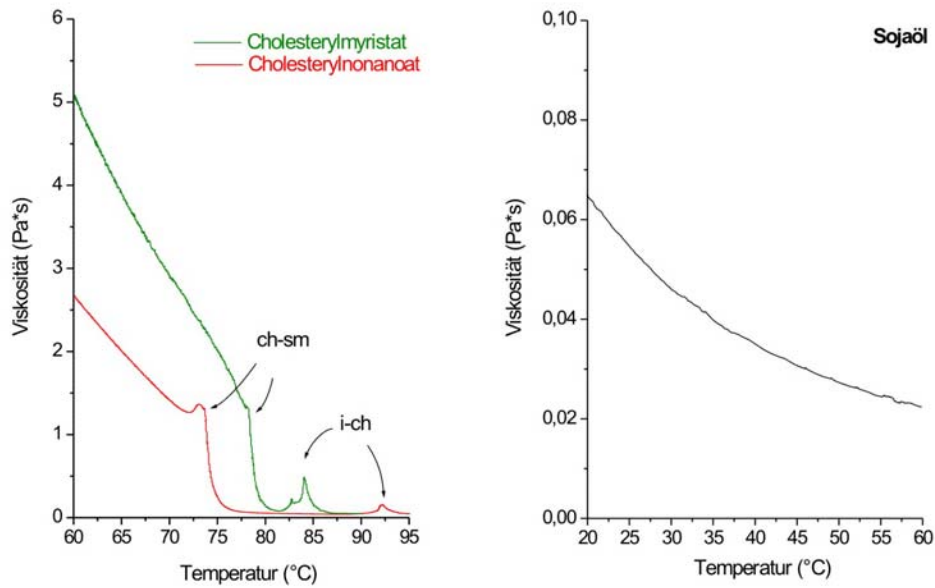 6
5
4
3
2
1
0
60 65 70 75 80 85 90 95
Viskosität (Pa*s)
Temperatur (°C)
Cholesterylmyristat
Cholesterylnonanoat
ch-sm
i-ch
0,10
0,08
0,06
0,04
0,02
0,00
20 25 30 35 40 45 50 55 60
Viskosität (Pa*s)
Temperatur (°C)
Sojaöl